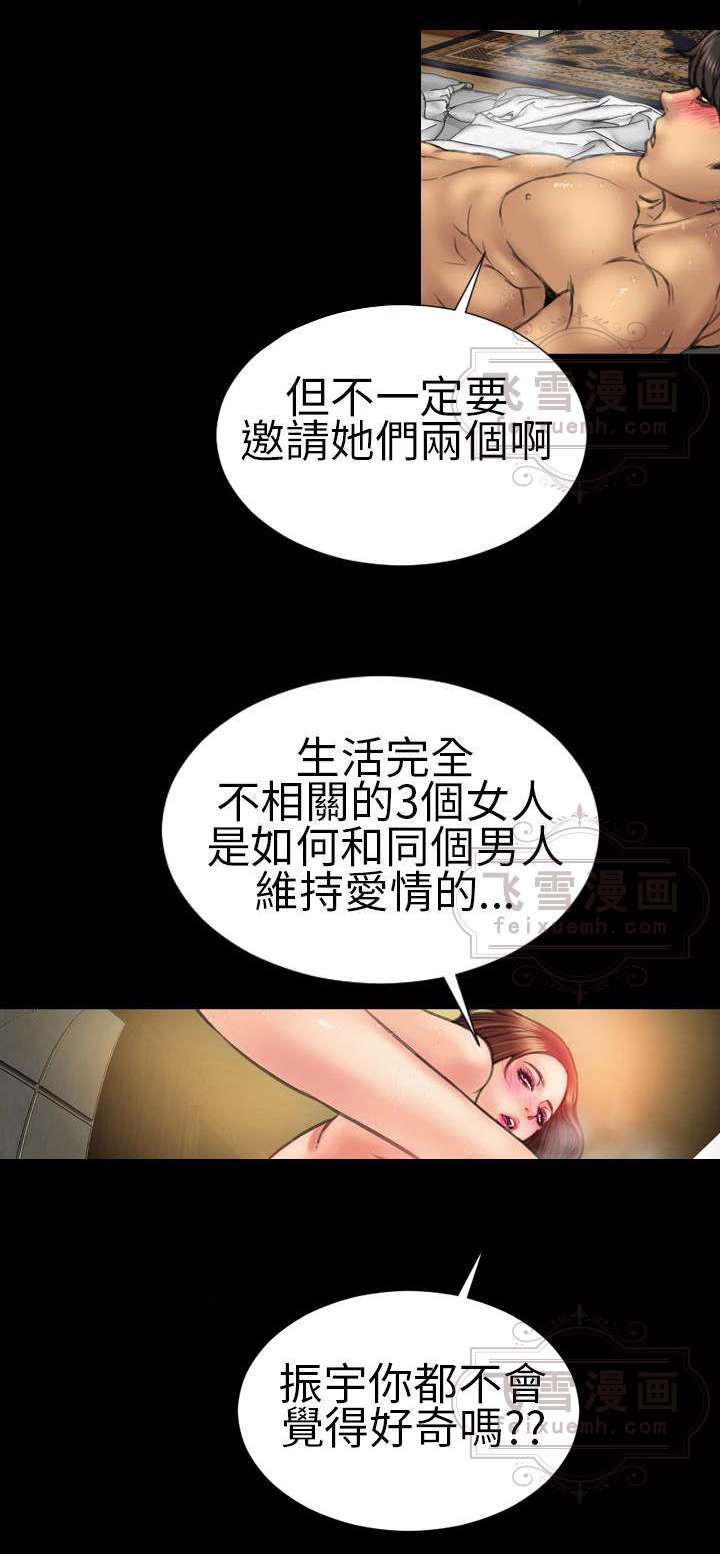 但不一定要
邀請她們兩個啊
飞雪漫画
feixuemh.com
生活完全
不相關的3個女人
是如何和同個男人
維持愛情的...
飞雪漫画
feixuemh.com
振宇你都不會
覺得好奇嗎??
飞雪漫画
feixuemh.com